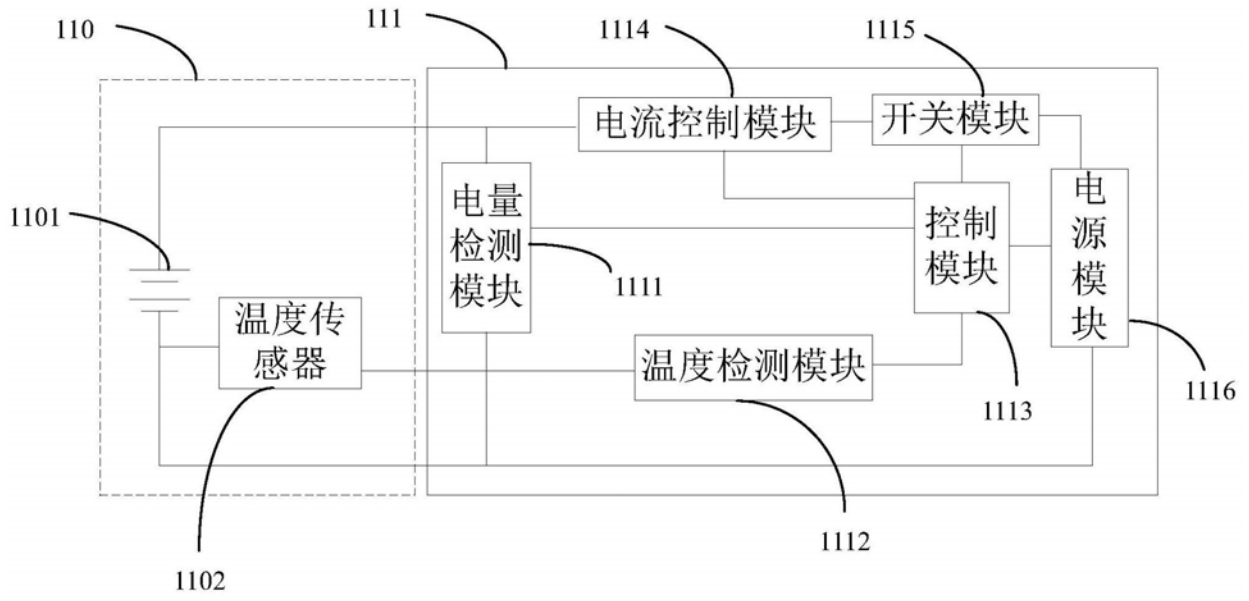 110
111
1114
1115
电流控制模块
开关模块
1101
电量
检测
模块
1111
控制
模块
电
源
模
块
温度传
感器
温度检测模块
1113
1116
1102
1112